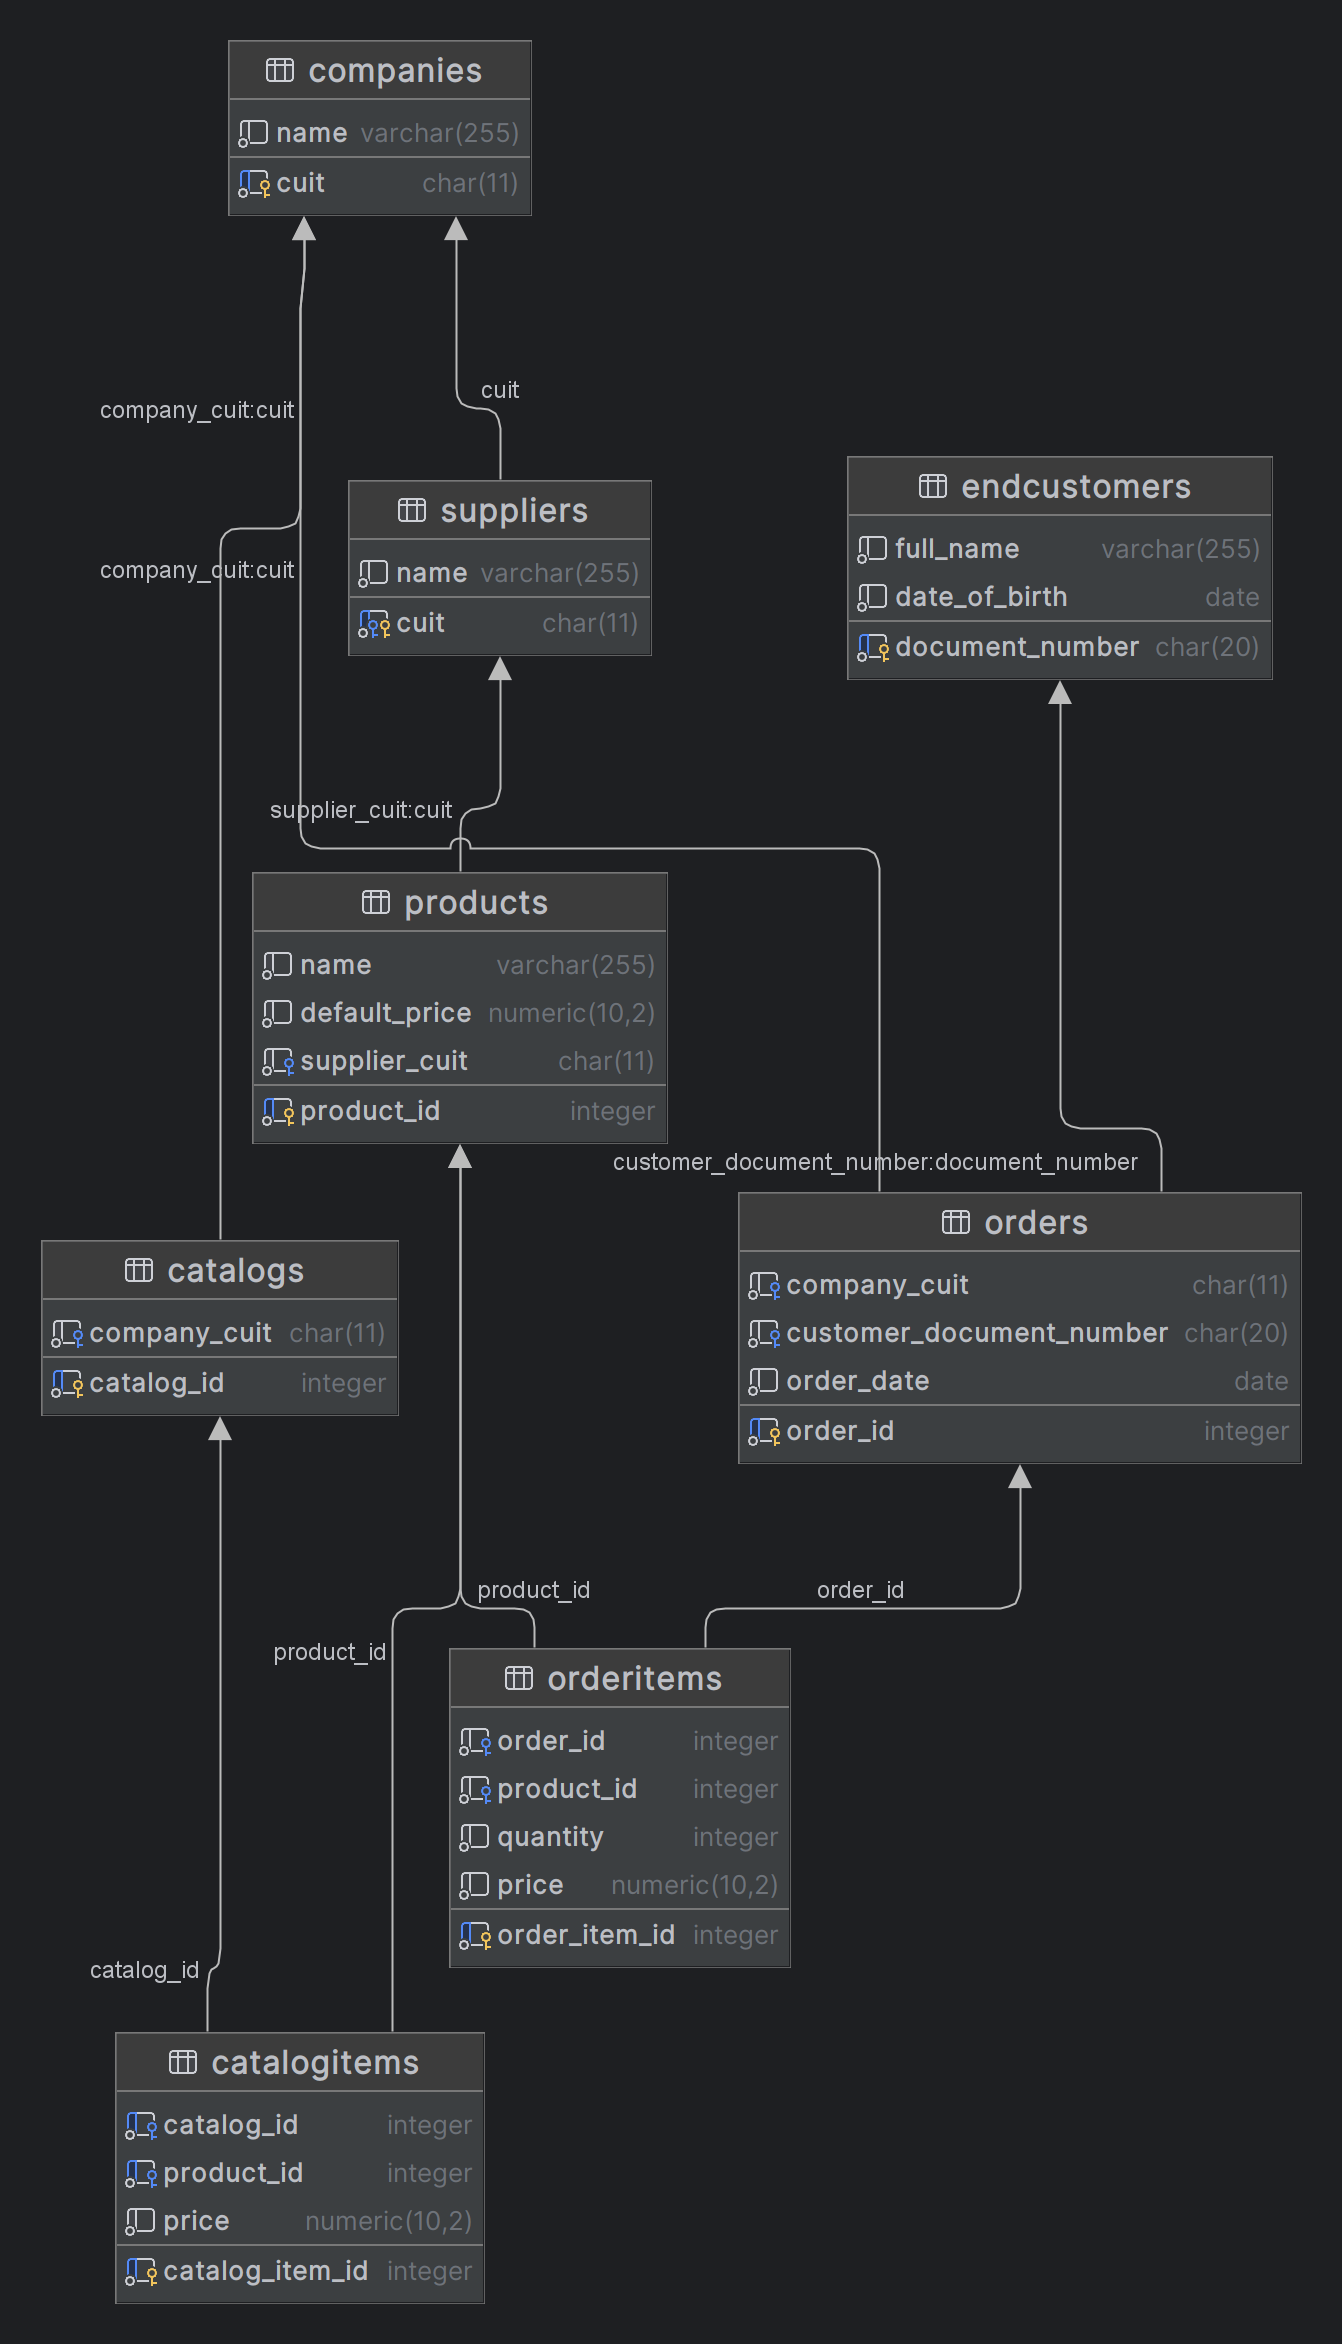 companies
name varchar(255)
cuit char(11)
cuit
company_cuit:cuit
company_cuit:cuit
suppliers
name varchar(255)
cuit char(11)
endcustomers
full_name varchar(255)
date_of_birth date
document_number char(20)
supplier_cuit:cuit
products
name varchar(255)
default_price numeric(10,2)
supplier_cuit char(11)
product_id integer
customer_document_number:document_number
orders
company_cuit char(11)
customer_document_number char(20)
order_date date
order_id integer
catalogs
company_cuit char(11)
catalog_id integer
product_id
order_id
product_id
orderitems
order_id integer
product_id integer
quantity integer
price numeric(10,2)
order_item_id integer
catalog_id
catalogitems
catalog_id integer
product_id integer
price numeric(10,2)
catalog_item_id integer